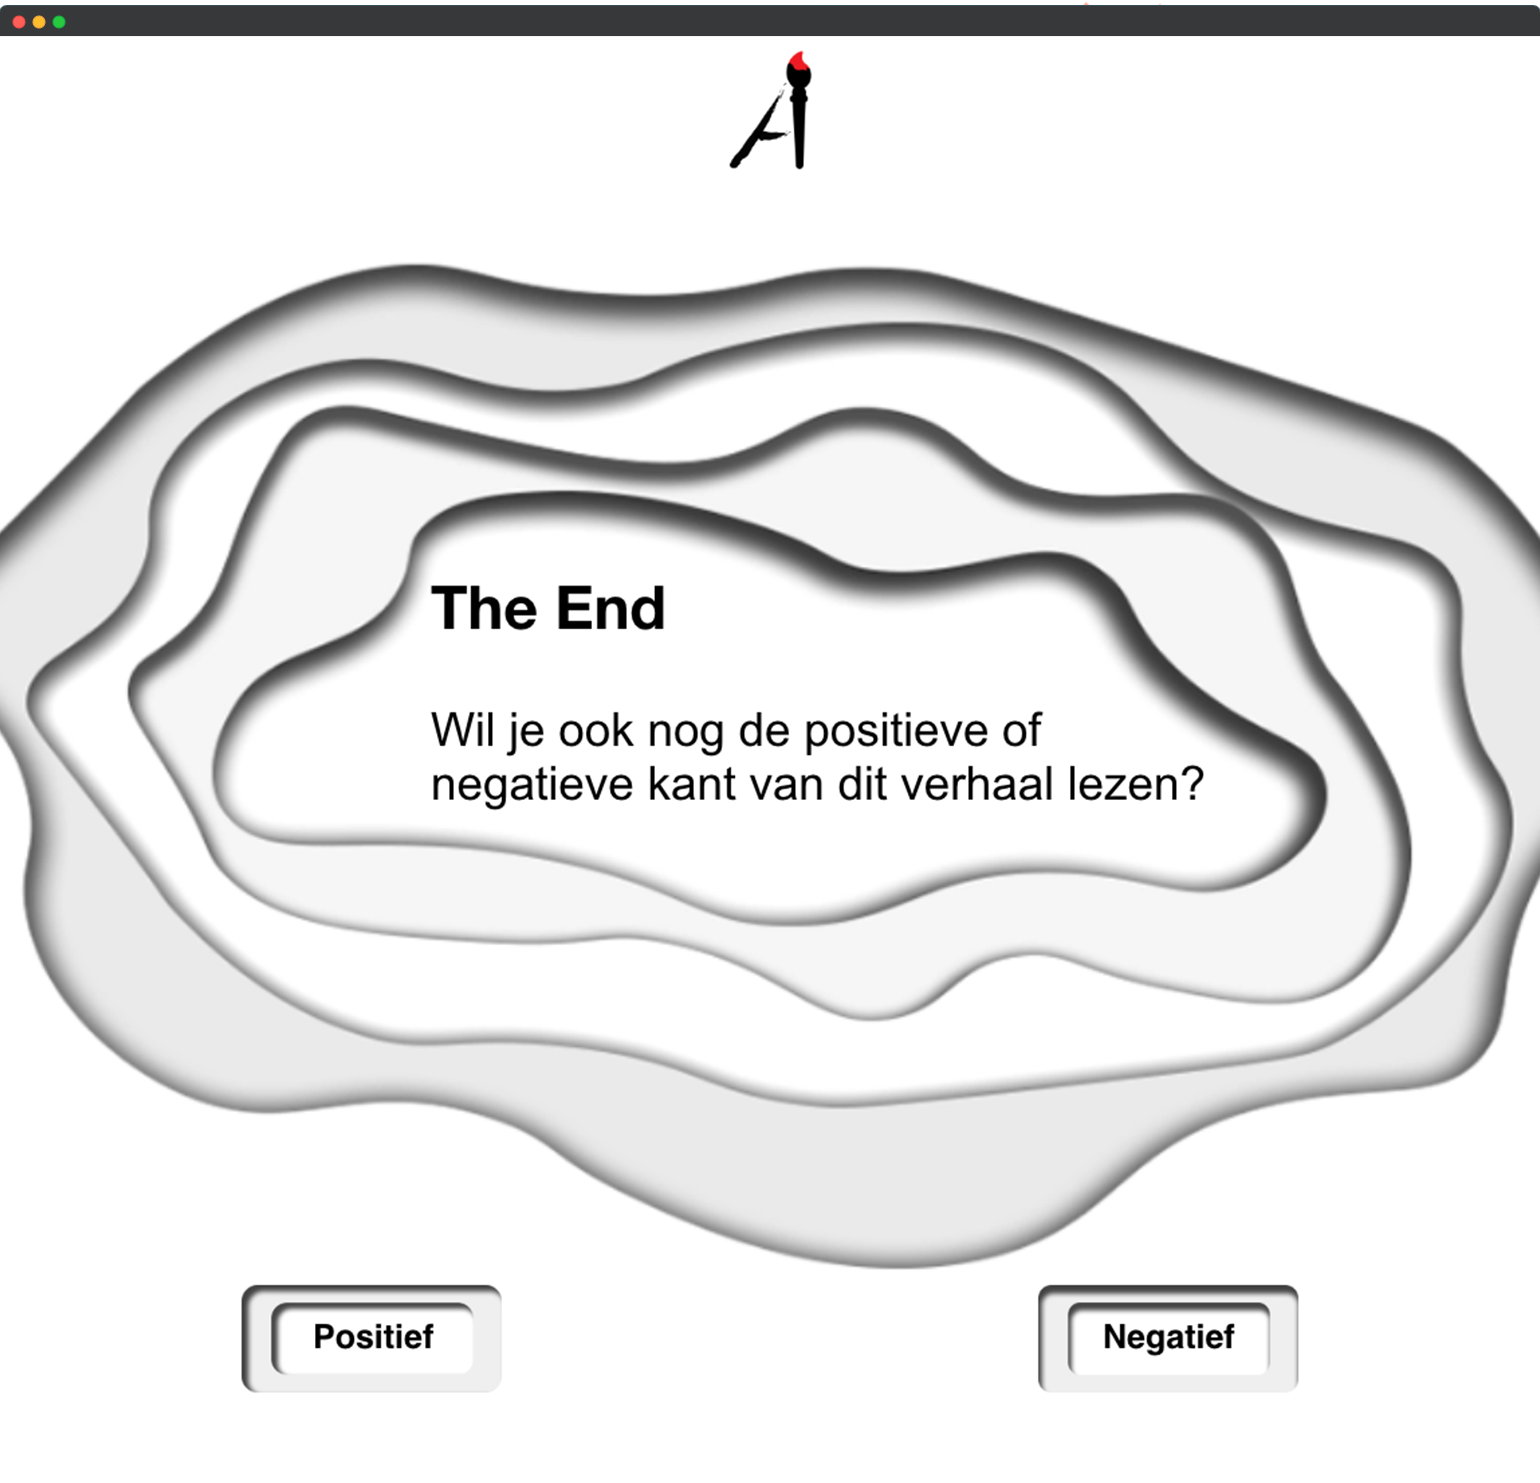 The End
Wil je ook nog de positieve of
negatieve kant van dit verhaal lezen?
Positief
Negatief